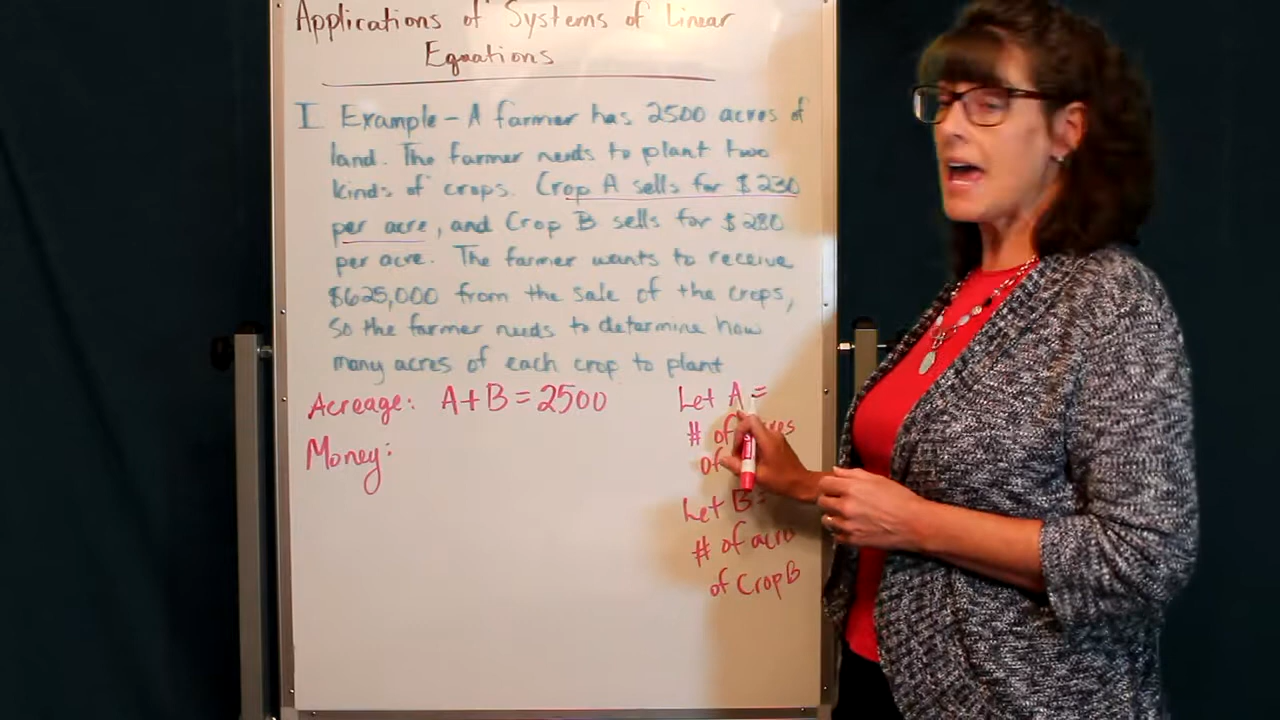 Applications of Systems of Linear
Equations
I Example - A farmer has 2500 acres of
land. The farmer needs to plant two
kinds of crops. Crop A sells for $230
per acre, and Crop B sells for $280
per acre. The farmer wants to receive
$625,000 from the sale of the crops,
so the farmer needs to determine how
many acres of each crop to plant
Acreage: A+B=2500
Money:
Let A =
# of
of
Let B =
# of acre
of Crop B